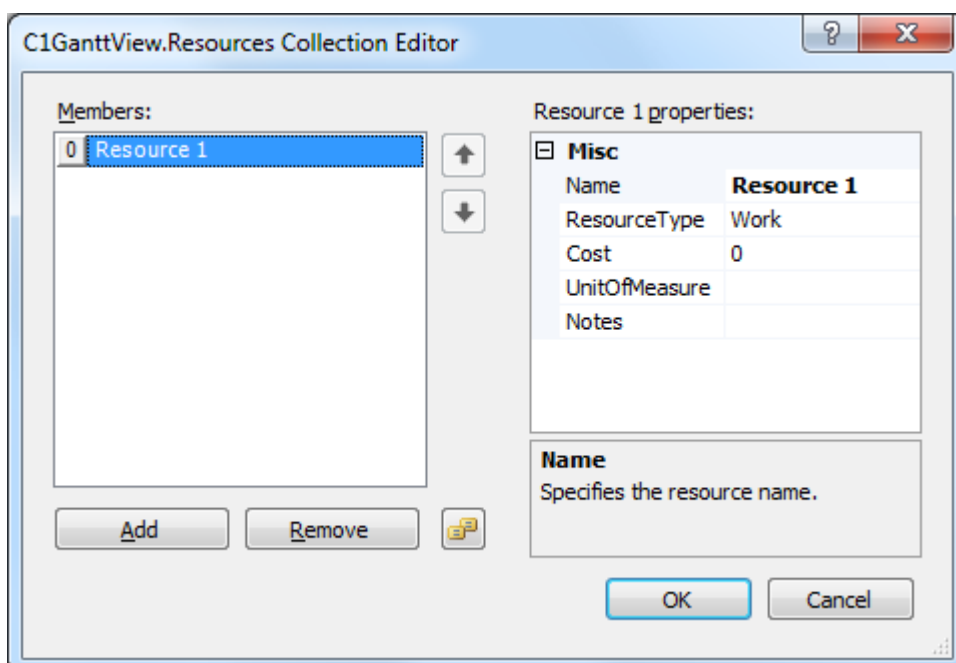 C1GanttView.Resources Collection Editor
?
Members:
0 Resource 1
Add
Remove
Resource 1 properties:
Misc
Name Resource 1
ResourceType Work
Cost 0
UnitOfMeasure
Notes
Name
Specifies the resource name.
OK
Cancel